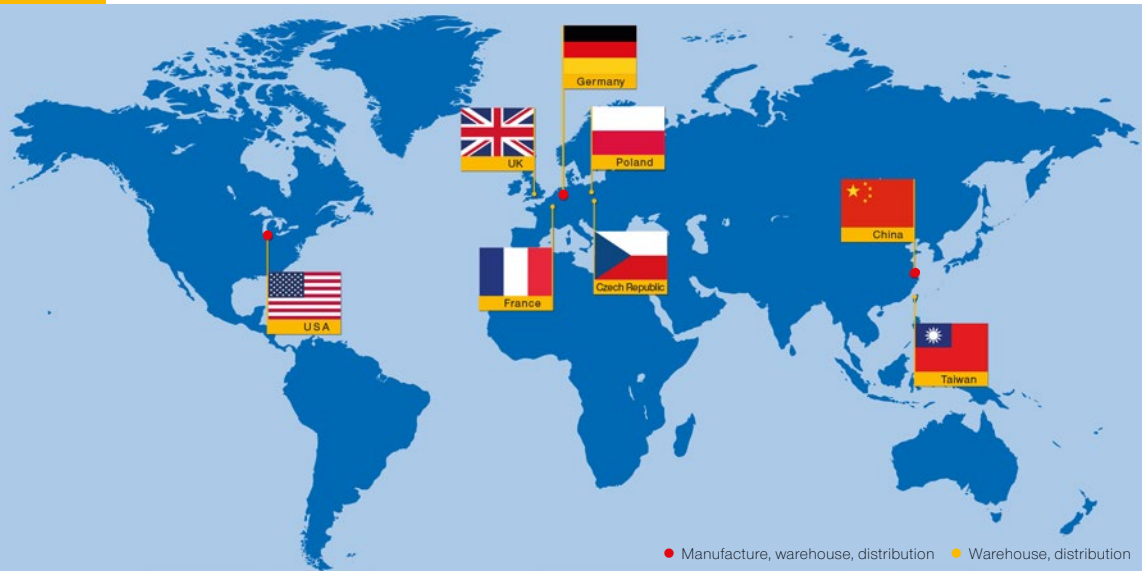 Germany
UK
Poland
China
France
Czech Republic
USA
Taiwan
Manufacture, warehouse, distribution
Warehouse, distribution